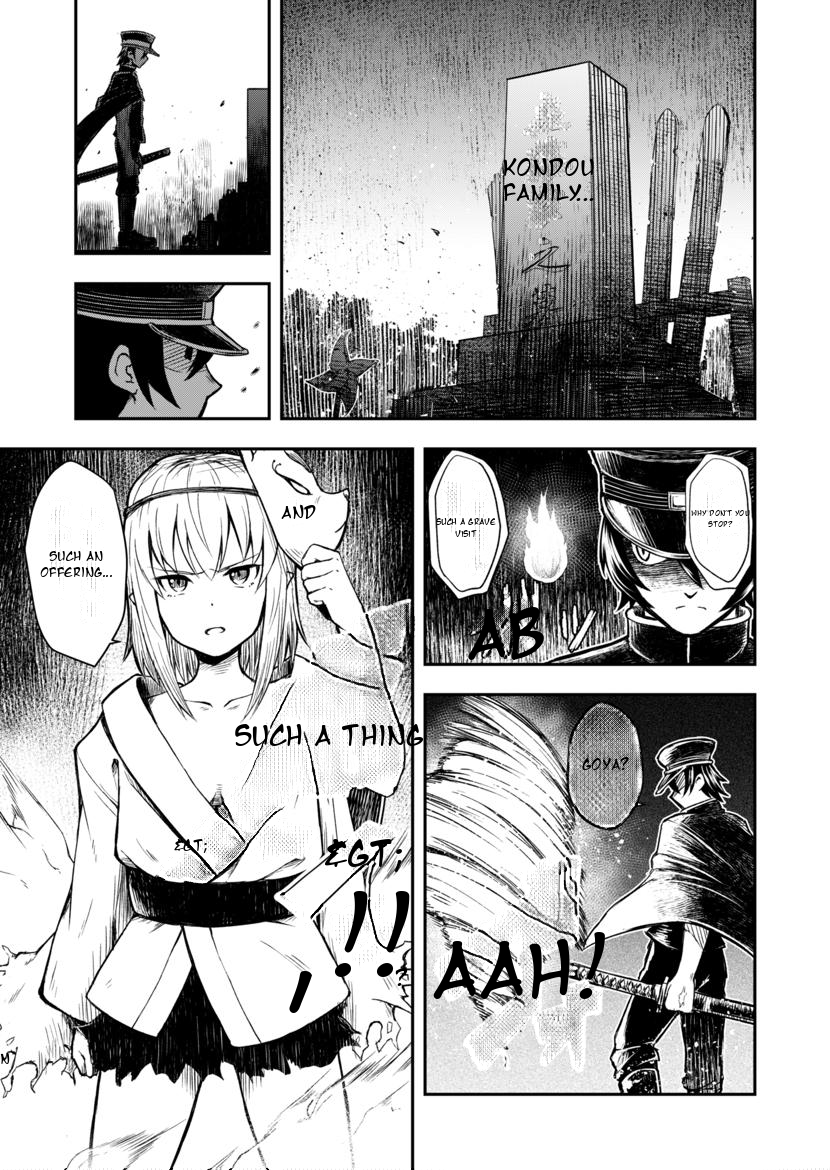 KONDOU
FAMILY...
之
WHY DON'T YOU
STOP?
SUCH A GRAVE
VISIT
AB
GOYA?
AAH!
AND
SUCH AN
OFFERING...
SUCH A THING
&GT;
&GT;
!!